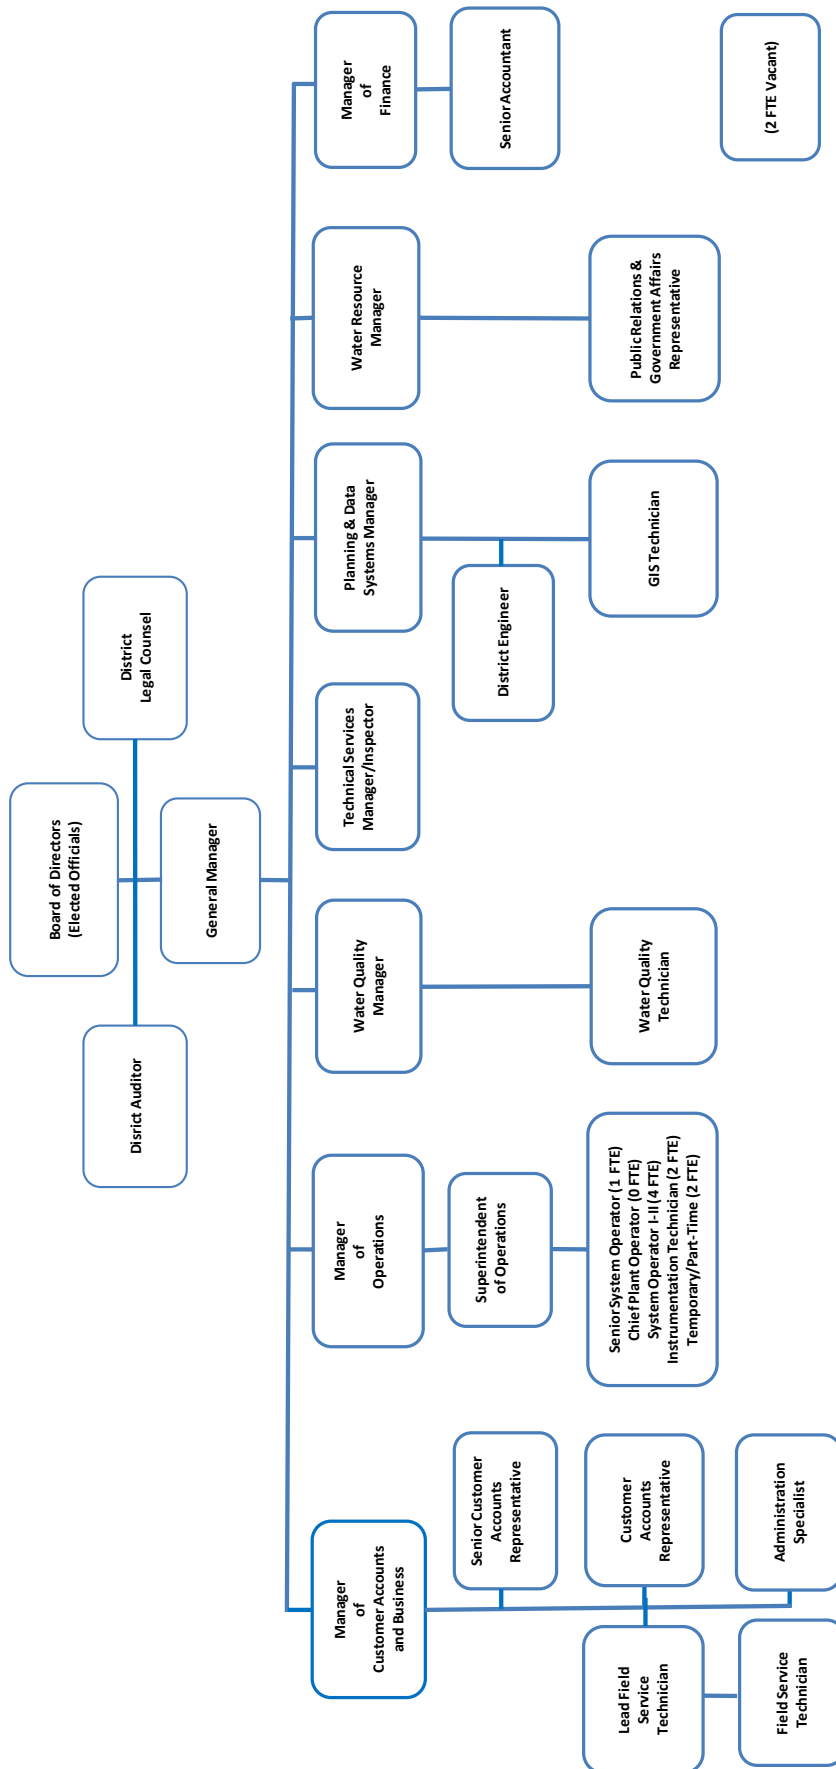 Board of Directors
(Elected Officials)
Disrict Auditor
District
Legal Counsel
General Manager
Manager
of
Customer Accounts
and Business
Manager
of
Operations
Water Quality
Manager
Technical Services
Manager/Inspector
Planning & Data
Systems Manager
Water Resource
Manager
Manager
of
Finance
Senior Customer
Accounts
Representative
Superintendent
of Operations
District Engineer
Senior Accountant
Lead Field
Service
Technician
Customer
Accounts
Representative
Senior System Operator (1 FTE)
Chief Plant Operator (0 FTE)
System Operator I-II (4 FTE)
Instrumentation Technician (2 FTE)
Temporary/Part-Time (2 FTE)
Water Quality
Technician
GIS Technician
Public Relations &
Government Affairs
Representative
Field Service
Technician
Administration
Specialist
(2 FTE Vacant)